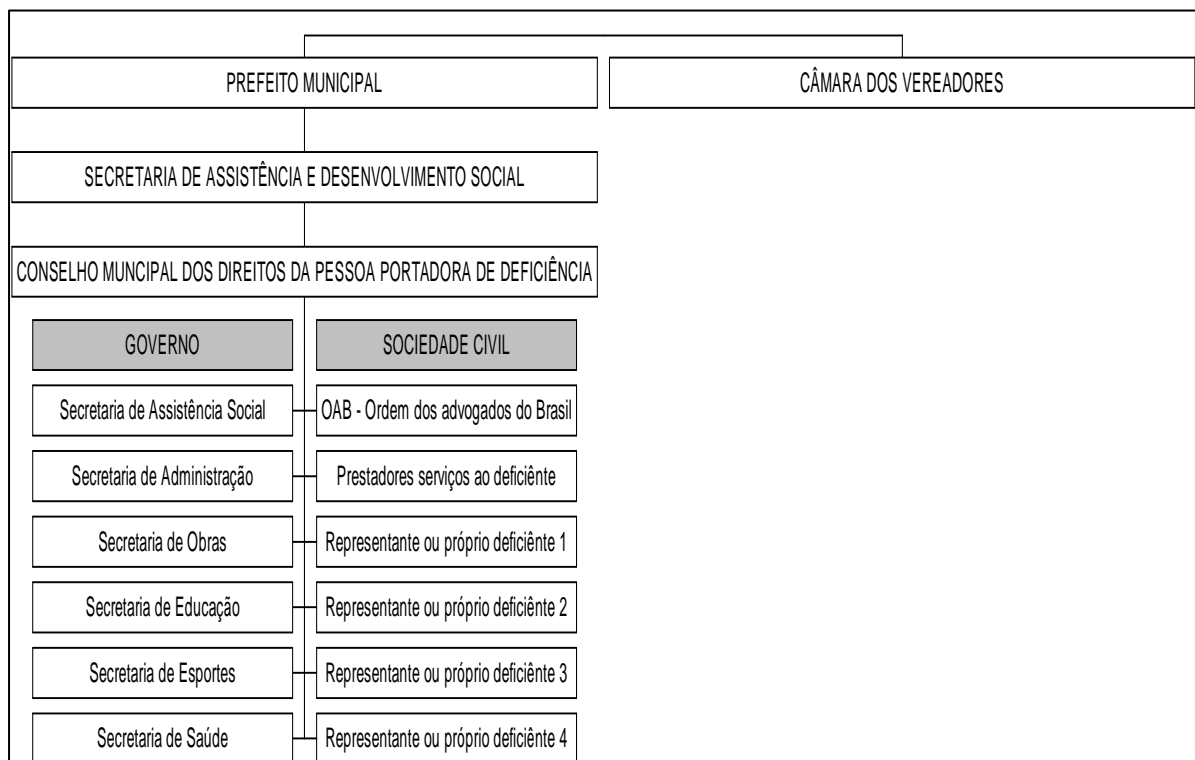 PREFEITO MUNICIPAL
CÂMARA DOS VEREADORES
SECRETARIA DE ASSISTÊNCIA E DESENVOLVIMENTO SOCIAL
CONSELHO MUNCIPAL DOS DIREITOS DA PESSOA PORTADORA DE DEFICIÊNCIA
GOVERNO
SOCIEDADE CIVIL
Secretaria de Assistência Social
OAB - Ordem dos advogados do Brasil
Secretaria de Administração
Prestadores serviços ao deficiênte
Secretaria de Obras
Representante ou próprio deficiênte 1
Secretaria de Educação
Representante ou próprio deficiênte 2
Secretaria de Esportes
Representante ou próprio deficiênte 3
Secretaria de Saúde
Representante ou próprio deficiênte 4